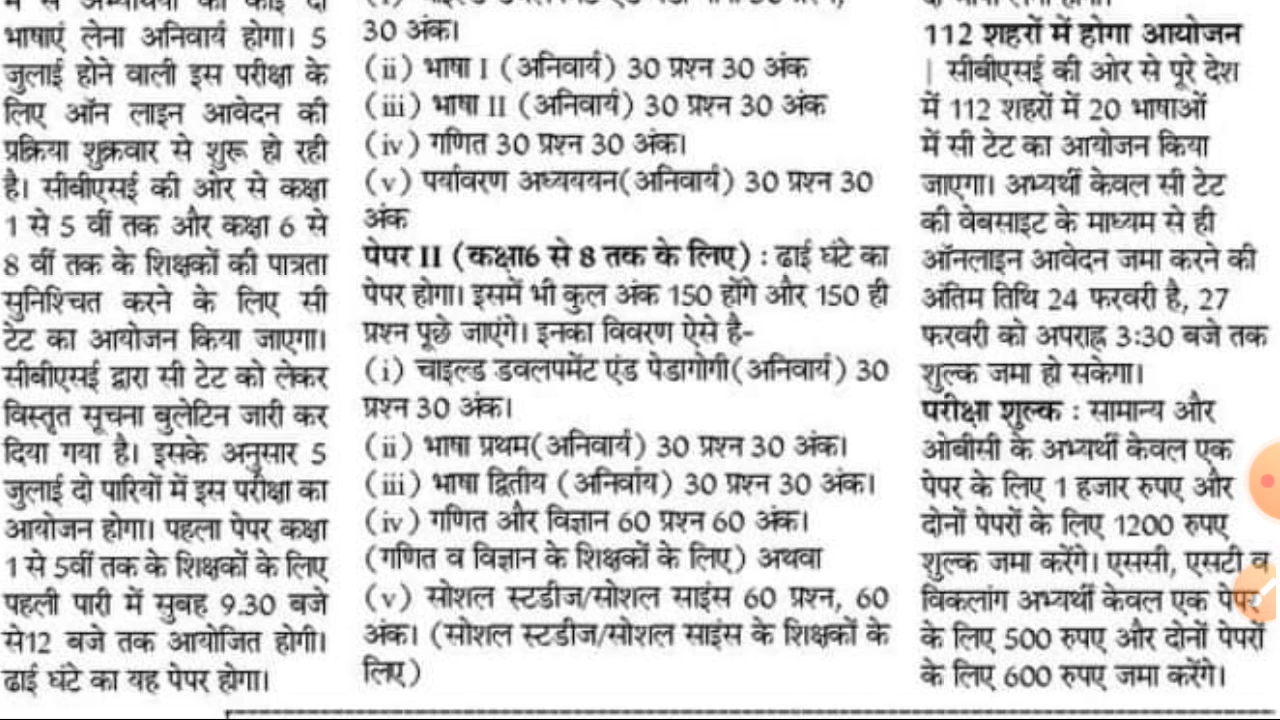 भाषाएं लेना अनिवार्य होगा। 5
जुलाई होने वाली इस परीक्षा के
लिए ऑन लाइन आवेदन की
प्रक्रिया शुक्रवार से शुरू हो रही
है। सीबीएसई की ओर से कक्षा
1 से 5 वीं तक और कक्षा 6 से
8 वीं तक के शिक्षकों की पात्रता
सुनिश्चित करने के लिए सी
टेट का आयोजन किया जाएगा।
सीबीएसई द्वारा सी टेट को लेकर
विस्तृत सूचना बुलेटिन जारी कर
दिया गया है। इसके अनुसार 5
जुलाई दो पारियों में इस परीक्षा का
आयोजन होगा। पहला पेपर कक्षा
1 से 5वीं तक के शिक्षकों के लिए
पहली पारी में सुबह 9.30 बजे
से12 बजे तक आयोजित होगी।
ढाई घंटे का यह पेपर होगा।
30 अंक।
(ii) भाषा I (अनिवार्य) 30 प्रश्न 30 अंक
(iii) भाषा II (अनिवार्य) 30 प्रश्न 30 अंक
(iv) गणित 30 प्रश्न 30 अंक।
(v) पर्यावरण अध्यययन(अनिवार्य) 30 प्रश्न 30
अंक
पेपर II (कक्षा6 से 8 तक के लिए) : ढाई घंटे का
पेपर होगा। इसमें भी कुल अंक 150 होंगे और 150 ही
प्रश्न पूछे जाएंगे। इनका विवरण ऐसे है-
(i) चाइल्ड डवलपमेंट एंड पेडागोगी(अनिवार्य) 30
प्रश्न 30 अंक।
(ii) भाषा प्रथम(अनिवार्य) 30 प्रश्न 30 अंक।
(iii) भाषा द्वितीय (अनिर्वाय) 30 प्रश्न 30 अंक।
(iv) गणित और विज्ञान 60 प्रश्न 60 अंक।
(गणित व विज्ञान के शिक्षकों के लिए) अथवा
(v) सोशल स्टडीज/सोशल साइंस 60 प्रश्न, 60
अंक। (सोशल स्टडीज/सोशल साइंस के शिक्षकों के
लिए)
112 शहरों में होगा आयोजन
| सीबीएसई की ओर से पूरे देश
में 112 शहरों में 20 भाषाओं
में सी टेट का आयोजन किया
जाएगा। अभ्यर्थी केवल सी टेट
की वेबसाइट के माध्यम से ही
ऑनलाइन आवेदन जमा करने की
अंतिम तिथि 24 फरवरी है, 27
फरवरी को अपराह्न 3:30 बजे तक
शुल्क जमा हो सकेगा।
परीक्षा शुल्क : सामान्य और
ओबीसी के अभ्यर्थी केवल एक
पेपर के लिए 1 हजार रुपए और
दोनों पेपरों के लिए 1200 रुपए
शुल्क जमा करेंगे। एससी, एसटी व
विकलांग अभ्यर्थी केवल एक पेपर
के लिए 500 रुपए और दोनों पेपरों
के लिए 600 रुपए जमा करेंगे।